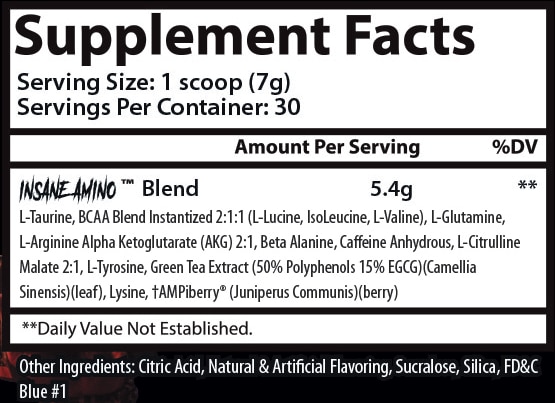 Supplement Facts
Serving Size: 1 scoop (7g)
Servings Per Container: 30
Amount Per Serving %DV
INSANE AMINO ™ Blend 5.4g **
L-Taurine, BCAA Blend Instantized 2:1:1 (L-Lucine, IsoLeucine, L-Valine), L-Glutamine,
L-Arginine Alpha Ketoglutarate (AKG) 2:1, Beta Alanine, Caffeine Anhydrous, L-Citrulline
Malate 2:1, L-Tyrosine, Green Tea Extract (50% Polyphenols 15% EGCG)(Camellia
Sinensis)(leaf), Lysine, †AMPiberry® (Juniperus Communis)(berry)
**Daily Value Not Established.
Other Ingredients: Citric Acid, Natural & Artificial Flavoring, Sucralose, Silica, FD&C
Blue #1